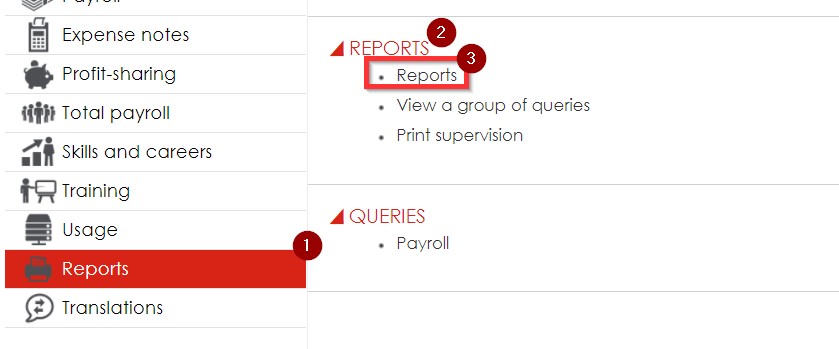 Payroll
Expense notes
Profit-sharing
Total payroll
Skills and careers
Training
Usage
Reports
Translations
1
REPORTS
2
3
Reports
View a group of queries
Print supervision
QUERIES
Payroll